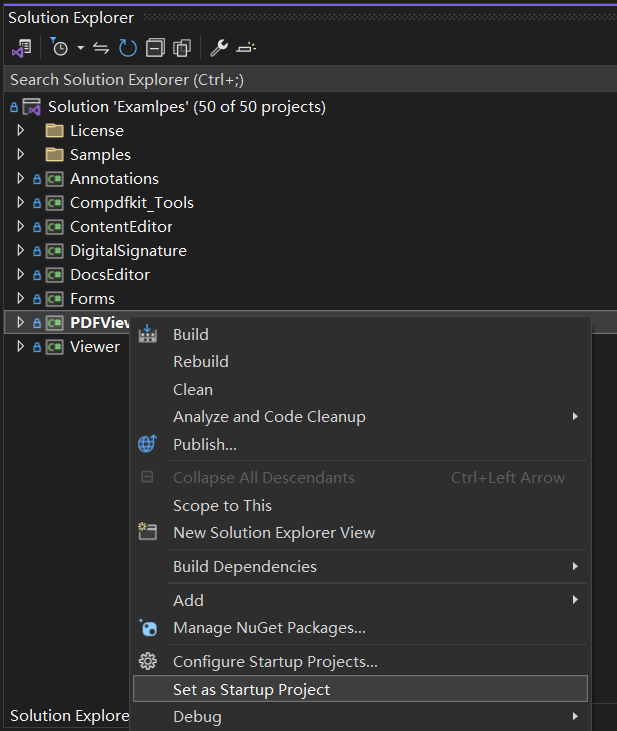 Solution Explorer
Search Solution Explorer (Ctrl+;)
Solution 'Examlpes' (50 of 50 projects)
License
Samples
C# Annotations
C# Compdfkit_Tools
C# ContentEditor
C# DigitalSignature
C# DocsEditor
C# Forms
C# PDFView
C# Viewer
Build
Rebuild
Clean
Analyze and Code Cleanup
Publish...
Collapse All Descendants Ctrl+Left Arrow
Scope to This
New Solution Explorer View
Build Dependencies
Add
Manage NuGet Packages...
Configure Startup Projects...
Set as Startup Project
Debug
Solution Explore